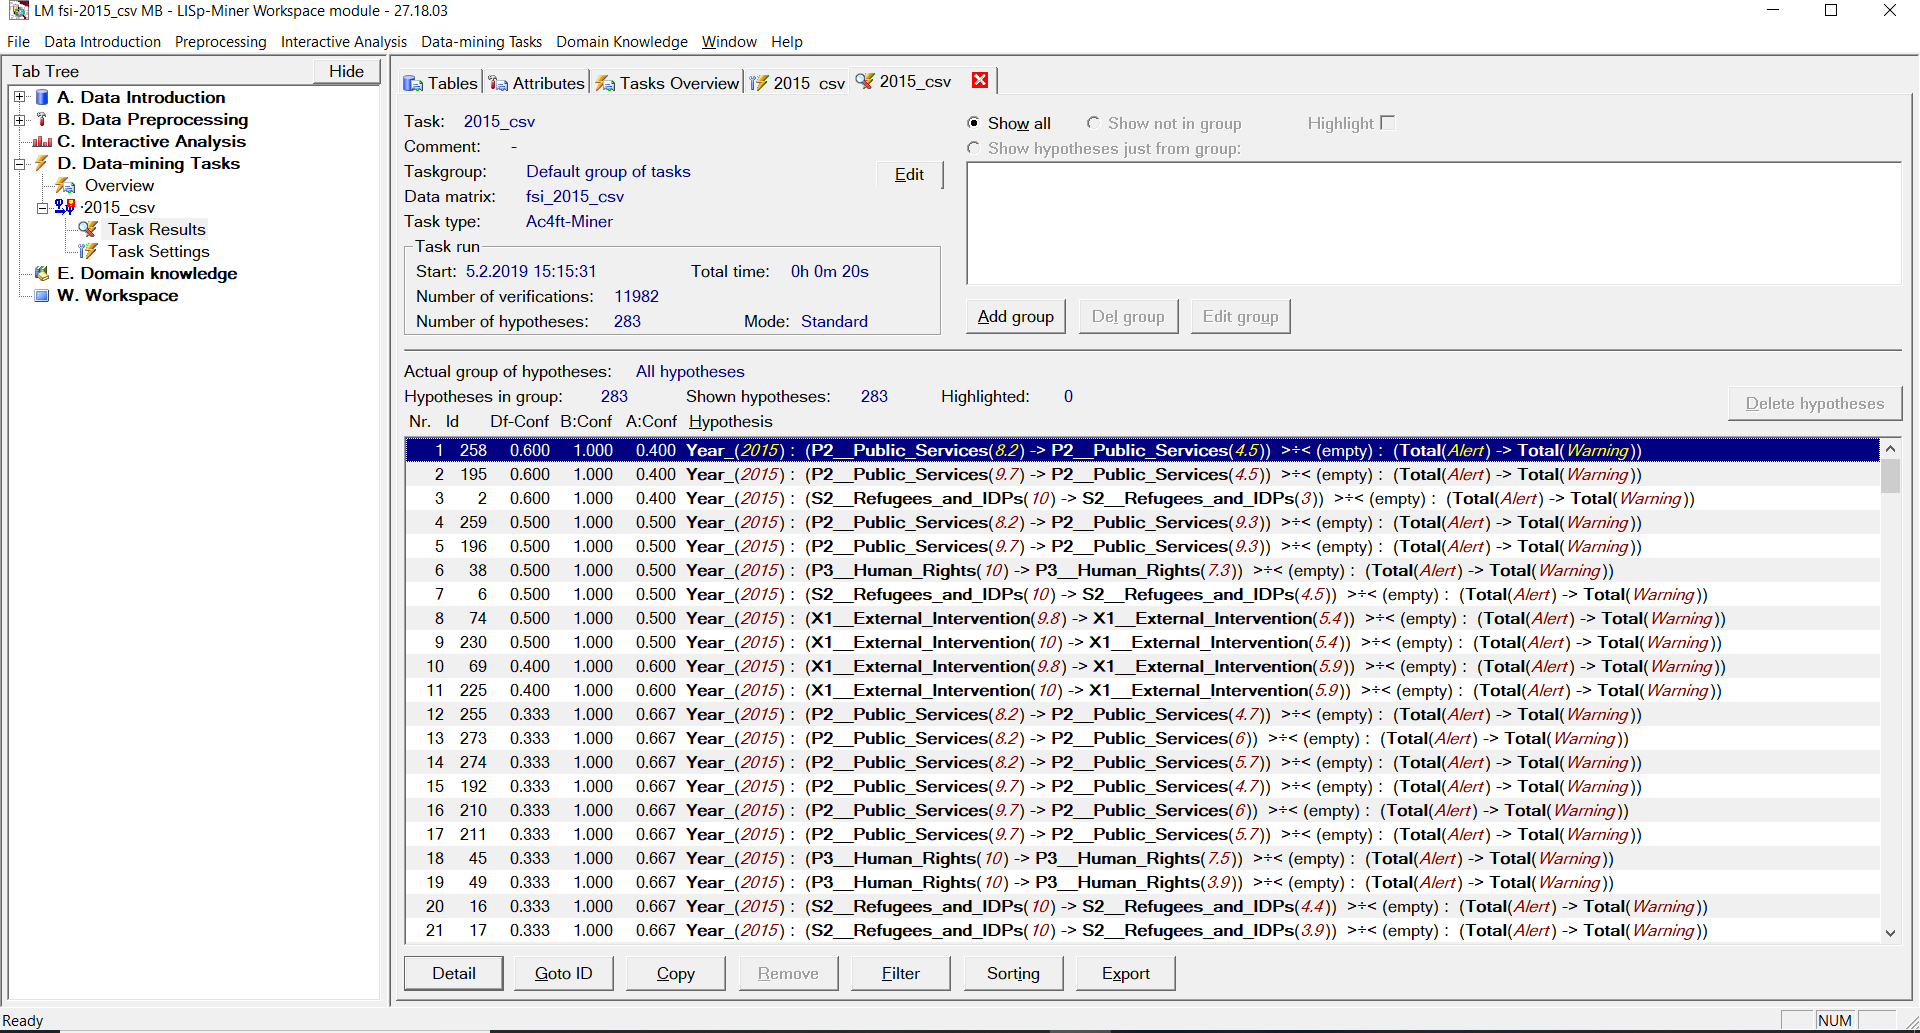 LM fsi-2015_csv MB - LISp-Miner Workspace module - 27.18.03
File Data Introduction Preprocessing Interactive Analysis Data-mining Tasks Domain Knowledge Window Help
Tab Tree Hide
A. Data Introduction
B. Data Preprocessing
C. Interactive Analysis
D. Data-mining Tasks
Overview
·2015_csv
Task Results
Task Settings
E. Domain knowledge
W. Workspace
Tables Attributes Tasks Overview 2015 csv 2015_csv
Task: 2015_csv
Comment: -
Taskgroup: Default group of tasks
Data matrix: fsi_2015_csv
Task type: Ac4ft-Miner
Edit
Task run
Start: 5.2.2019 15:15:31 Total time: 0h 0m 20s
Number of verifications: 11982
Number of hypotheses: 283 Mode: Standard
Show all Show not in group Highlight
Show hypotheses just from group:
Add group Del group Edit group
Actual group of hypotheses: All hypotheses
Hypotheses in group: 283 Shown hypotheses: 283 Highlighted: 0
Delete hypotheses
Nr. Id Df-Conf B:Conf A:Conf Hypothesis
1 258 0.600 1.000 0.400 Year_(2015) : (P2__Public_Services(8.2) -> P2__Public_Services(4.5)) >÷< (empty) : (Total(Alert) -> Total(Warning))
2 195 0.600 1.000 0.400 Year_(2015) : (P2__Public_Services(9.7) -> P2__Public_Services(4.5)) >÷< (empty) : (Total(Alert) -> Total(Warning))
3 2 0.600 1.000 0.400 Year_(2015) : (S2__Refugees_and_IDPs(10) -> S2__Refugees_and_IDPs(3)) >÷< (empty) : (Total(Alert) -> Total(Warning))
4 259 0.500 1.000 0.500 Year_(2015) : (P2__Public_Services(8.2) -> P2__Public_Services(9.3)) >÷< (empty) : (Total(Alert) -> Total(Warning))
5 196 0.500 1.000 0.500 Year_(2015) : (P2__Public_Services(9.7) -> P2__Public_Services(9.3)) >÷< (empty) : (Total(Alert) -> Total(Warning))
6 38 0.500 1.000 0.500 Year_(2015) : (P3__Human_Rights(10) -> P3__Human_Rights(7.3)) >÷< (empty) : (Total(Alert) -> Total(Warning))
7 6 0.500 1.000 0.500 Year_(2015) : (S2__Refugees_and_IDPs(10) -> S2__Refugees_and_IDPs(4.5)) >÷< (empty) : (Total(Alert) -> Total(Warning))
8 74 0.500 1.000 0.500 Year_(2015) : (X1__External_Intervention(9.8) -> X1__External_Intervention(5.4)) >÷< (empty) : (Total(Alert) -> Total(Warning))
9 230 0.500 1.000 0.500 Year_(2015) : (X1__External_Intervention(10) -> X1__External_Intervention(5.4)) >÷< (empty) : (Total(Alert) -> Total(Warning))
10 69 0.400 1.000 0.600 Year_(2015) : (X1__External_Intervention(9.8) -> X1__External_Intervention(5.9)) >÷< (empty) : (Total(Alert) -> Total(Warning))
11 225 0.400 1.000 0.600 Year_(2015) : (X1__External_Intervention(10) -> X1__External_Intervention(5.9)) >÷< (empty) : (Total(Alert) -> Total(Warning))
12 255 0.333 1.000 0.667 Year_(2015) : (P2__Public_Services(8.2) -> P2__Public_Services(4.7)) >÷< (empty) : (Total(Alert) -> Total(Warning))
13 273 0.333 1.000 0.667 Year_(2015) : (P2__Public_Services(8.2) -> P2__Public_Services(6)) >÷< (empty) : (Total(Alert) -> Total(Warning))
14 274 0.333 1.000 0.667 Year_(2015) : (P2__Public_Services(8.2) -> P2__Public_Services(5.7)) >÷< (empty) : (Total(Alert) -> Total(Warning))
15 192 0.333 1.000 0.667 Year_(2015) : (P2__Public_Services(9.7) -> P2__Public_Services(4.7)) >÷< (empty) : (Total(Alert) -> Total(Warning))
16 210 0.333 1.000 0.667 Year_(2015) : (P2__Public_Services(9.7) -> P2__Public_Services(6)) >÷< (empty) : (Total(Alert) -> Total(Warning))
17 211 0.333 1.000 0.667 Year_(2015) : (P2__Public_Services(9.7) -> P2__Public_Services(5.7)) >÷< (empty) : (Total(Alert) -> Total(Warning))
18 45 0.333 1.000 0.667 Year_(2015) : (P3__Human_Rights(10) -> P3__Human_Rights(7.5)) >÷< (empty) : (Total(Alert) -> Total(Warning))
19 49 0.333 1.000 0.667 Year_(2015) : (P3__Human_Rights(10) -> P3__Human_Rights(3.9)) >÷< (empty) : (Total(Alert) -> Total(Warning))
20 16 0.333 1.000 0.667 Year_(2015) : (S2__Refugees_and_IDPs(10) -> S2__Refugees_and_IDPs(4.4)) >÷< (empty) : (Total(Alert) -> Total(Warning))
21 17 0.333 1.000 0.667 Year_(2015) : (S2__Refugees_and_IDPs(10) -> S2__Refugees_and_IDPs(3.9)) >÷< (empty) : (Total(Alert) -> Total(Warning))
Detail Goto ID Copy Remove Filter Sorting Export
Ready NUM